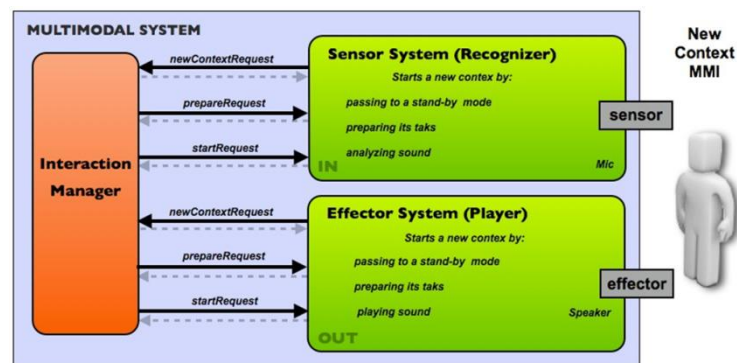 MULTIMODAL SYSTEM
New
Context
MMI
Interaction
Manager
newContextRequest
prepareRequest
startRequest
Sensor System (Recognizer)
Starts a new contex by:
passing to a stand-by mode
preparing its taks
analyzing sound
IN
Mic
sensor
newContextRequest
prepareRequest
startRequest
Effector System (Player)
Starts a new contex by:
passing to a stand-by mode
preparing its taks
playing sound
OUT
Speaker
effector